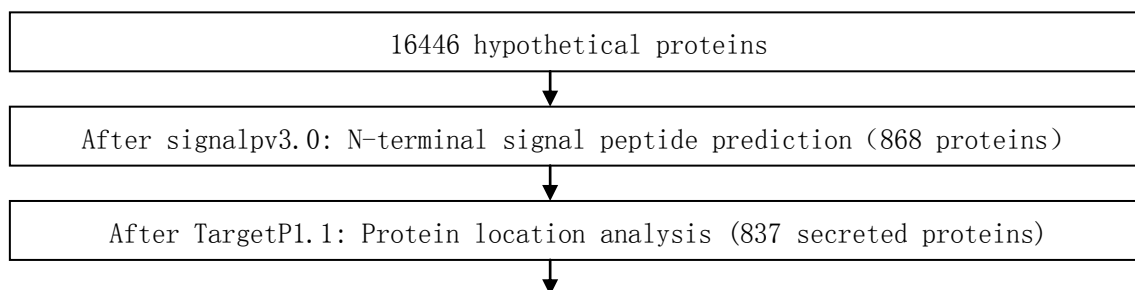 16446 hypothetical proteins
After signalpv3.0: N-terminal signal peptide prediction (868 proteins)
After TargetP1.1: Protein location analysis (837 secreted proteins)